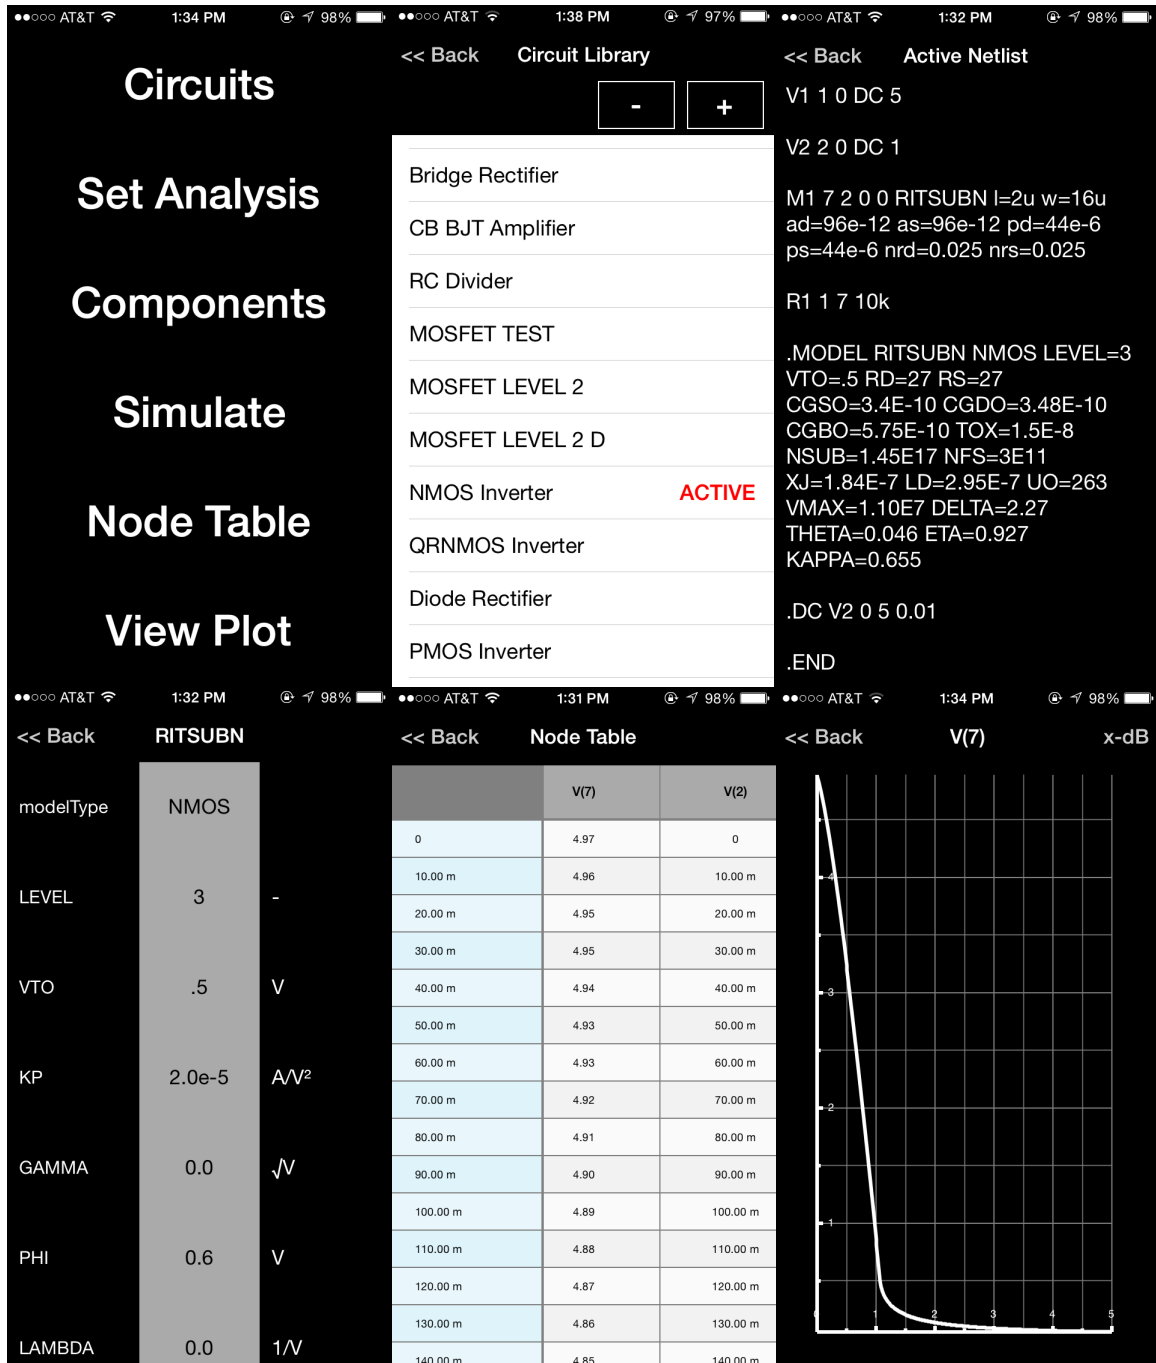 AT&T 1:34 PM 98%
Circuits
Set Analysis
Components
Simulate
Node Table
View Plot
AT&T 1:38 PM 97%
<< Back Circuit Library
- +
Bridge Rectifier
CB BJT Amplifier
RC Divider
MOSFET TEST
MOSFET LEVEL 2
MOSFET LEVEL 2 D
NMOS Inverter ACTIVE
QRNMOS Inverter
Diode Rectifier
PMOS Inverter
AT&T 1:32 PM 98%
<< Back Active Netlist
V1 1 0 DC 5
V2 2 0 DC 1
M1 7 2 0 0 RITSUBN l=2u w=16u
ad=96e-12 as=96e-12 pd=44e-6
ps=44e-6 nrd=0.025 nrs=0.025
R1 1 7 10k
.MODEL RITSUBN NMOS LEVEL=3
VTO=.5 RD=27 RS=27
CGSO=3.4E-10 CGDO=3.48E-10
CGBO=5.75E-10 TOX=1.5E-8
NSUB=1.45E17 NFS=3E11
XJ=1.84E-7 LD=2.95E-7 UO=263
VMAX=1.10E7 DELTA=2.27
THETA=0.046 ETA=0.927
KAPPA=0.655
.DC V2 0 5 0.01
.END
AT&T 1:32 PM 98%
<< Back RITSUBN
modelType NMOS
LEVEL 3 -
VTO .5 V
KP 2.0e-5 A/V²
GAMMA 0.0 √V
PHI 0.6 V
LAMBDA 0.0 1/V
AT&T 1:31 PM 98%
<< Back Node Table
V(7) V(2)
0 4.97 0
10.00 m 4.96 10.00 m
20.00 m 4.95 20.00 m
30.00 m 4.95 30.00 m
40.00 m 4.94 40.00 m
50.00 m 4.93 50.00 m
60.00 m 4.93 60.00 m
70.00 m 4.92 70.00 m
80.00 m 4.91 80.00 m
90.00 m 4.90 90.00 m
100.00 m 4.89 100.00 m
110.00 m 4.88 110.00 m
120.00 m 4.87 120.00 m
130.00 m 4.86 130.00 m
140.00 m 4.85 140.00 m
AT&T 1:34 PM 98%
<< Back V(7) x-dB
4
3
2
1
1 2 3 4 5